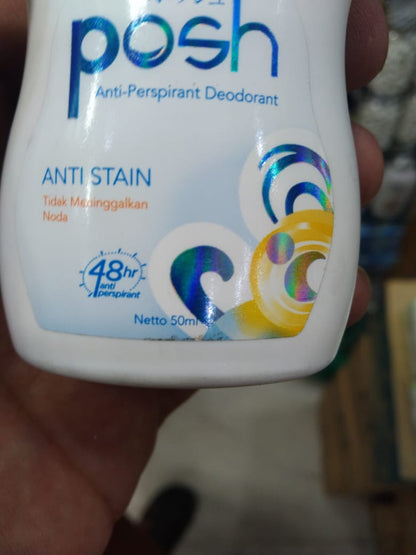 posh
Anti-Perspirant Deodorant
ANTI STAIN
Tidak Meninggalkan
Noda
48hr
anti
perspirant
Netto 50ml